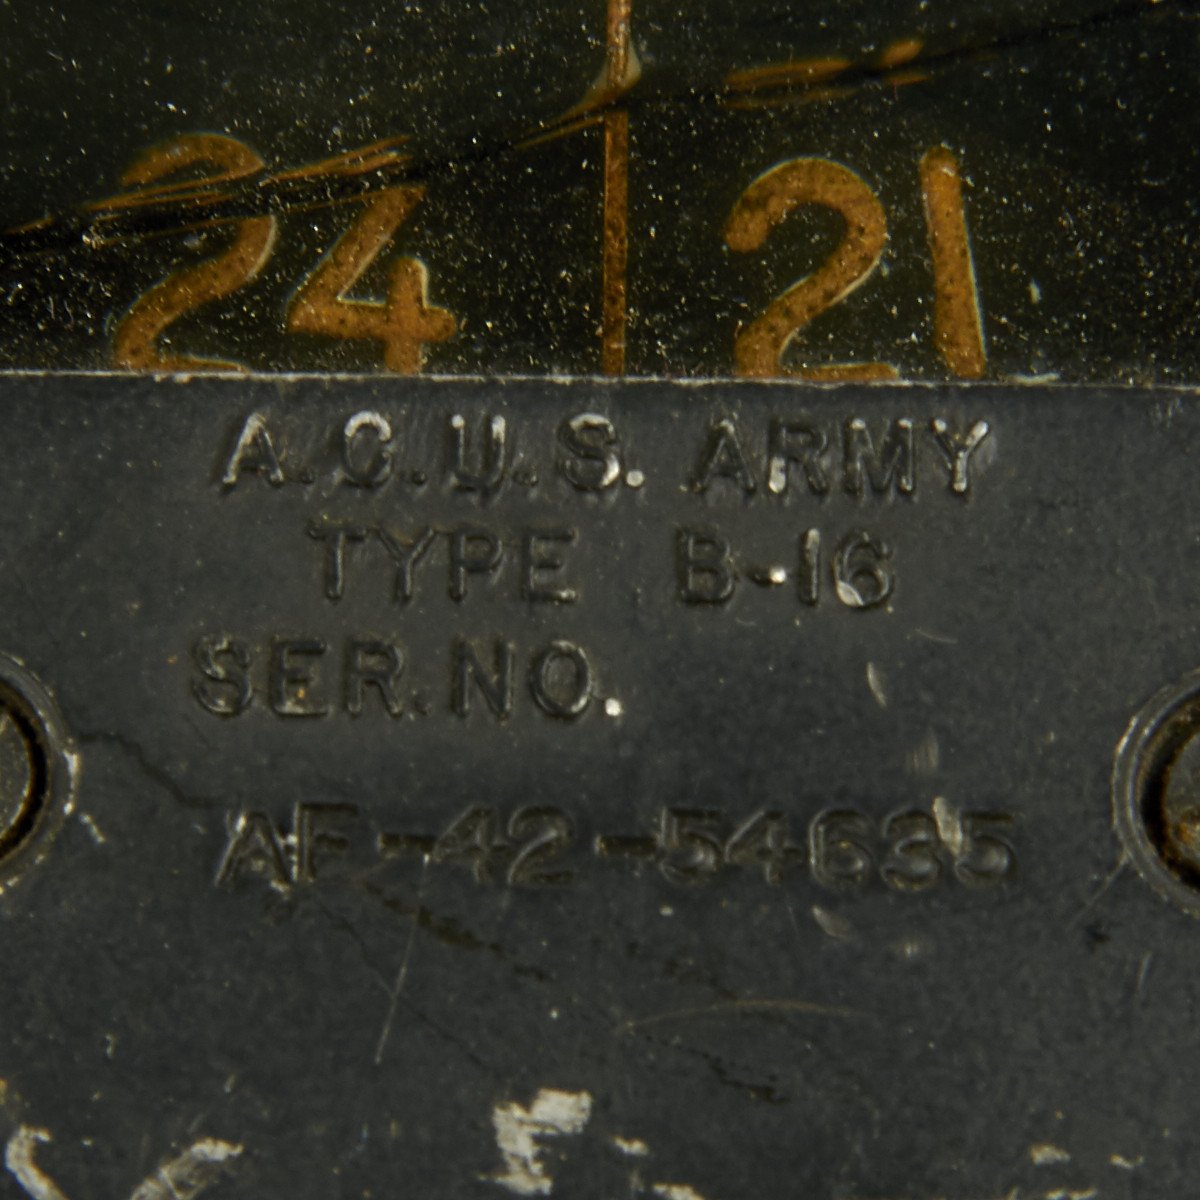 24 21
A.C.U.S. ARMY
TYPE B-16
SER.NO.
AF-42-54635